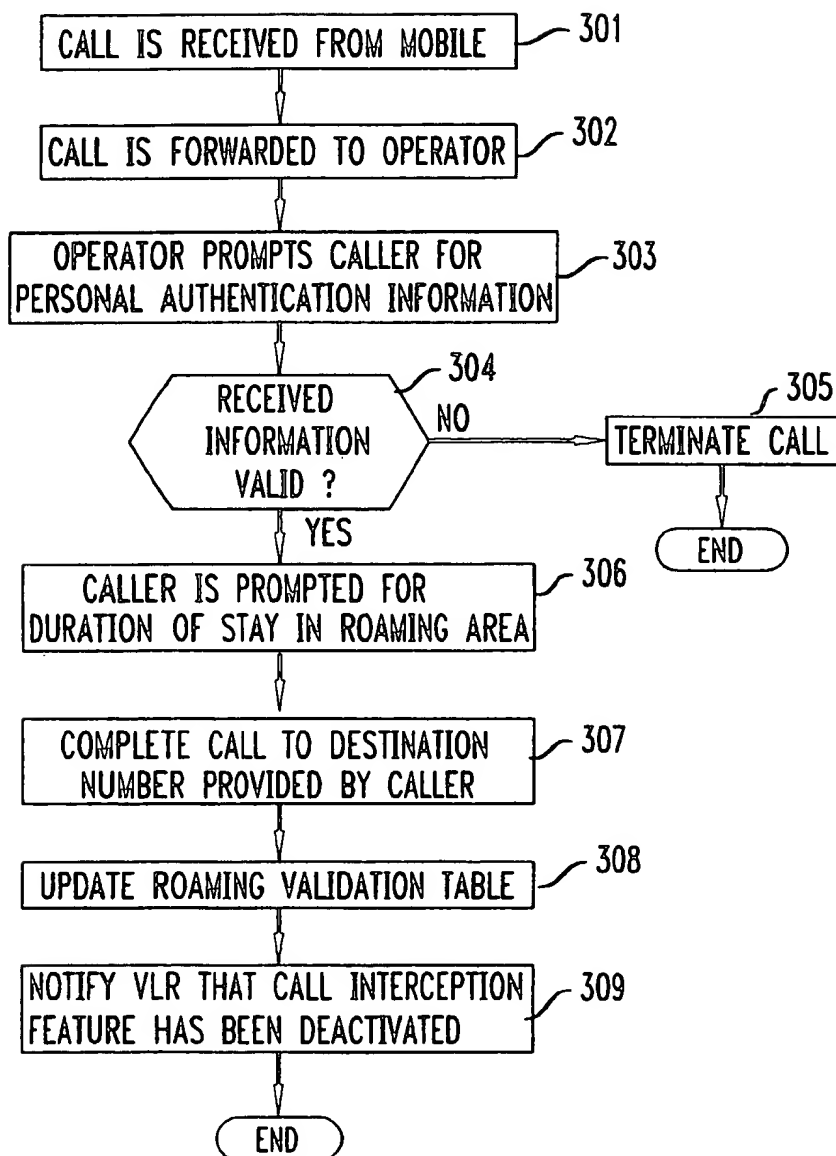 CALL IS RECEIVED FROM MOBILE
301
CALL IS FORWARDED TO OPERATOR
302
OPERATOR PROMPTS CALLER FOR
PERSONAL AUTHENTICATION INFORMATION
303
304
RECEIVED
INFORMATION
VALID ?
NO
305
TERMINATE CALL
END
YES
CALLER IS PROMPTED FOR
DURATION OF STAY IN ROAMING AREA
306
COMPLETE CALL TO DESTINATION
NUMBER PROVIDED BY CALLER
307
UPDATE ROAMING VALIDATION TABLE
308
NOTIFY VLR THAT CALL INTERCEPTION
FEATURE HAS BEEN DEACTIVATED
309
END